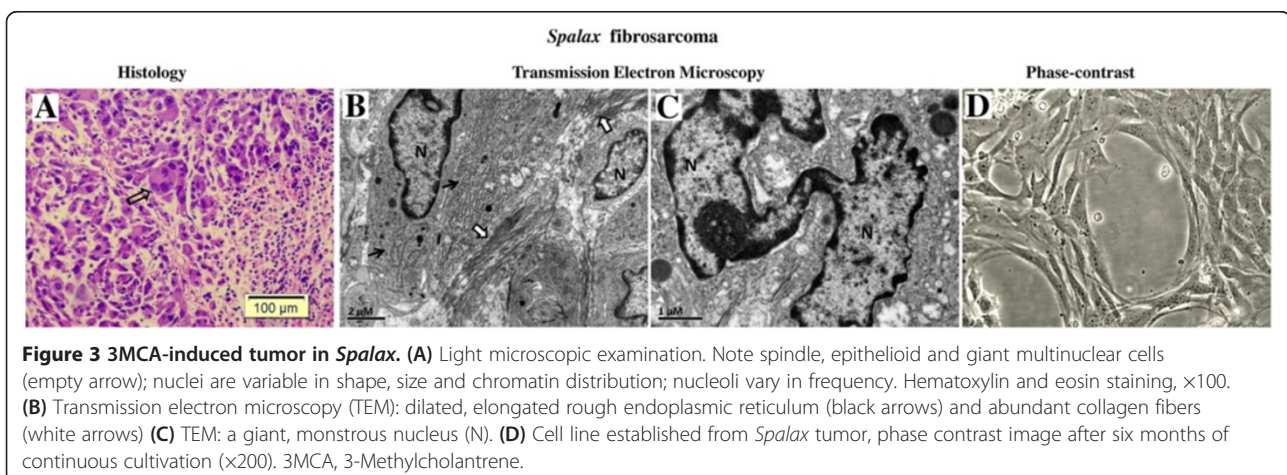 Spalax fibrosarcoma
Histology Transmission Electron Microscopy Phase-contrast
A B C D
N N N N
100 µm 2 µM 1 µM
Figure 3 3MCA-induced tumor in Spalax. (A) Light microscopic examination. Note spindle, epithelioid and giant multinuclear cells
(empty arrow); nuclei are variable in shape, size and chromatin distribution; nucleoli vary in frequency. Hematoxylin and eosin staining, ×100.
(B) Transmission electron microscopy (TEM): dilated, elongated rough endoplasmic reticulum (black arrows) and abundant collagen fibers
(white arrows) (C) TEM: a giant, monstrous nucleus (N). (D) Cell line established from Spalax tumor, phase contrast image after six months of
continuous cultivation (×200). 3MCA, 3-Methylcholantrene.